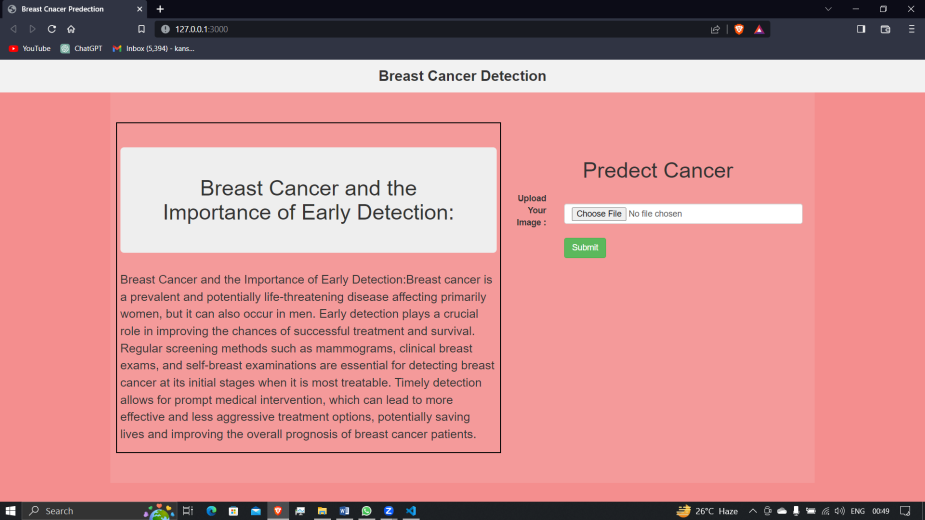 Breast Cnacer Predection
127.0.0.1:3000
YouTube
ChatGPT
Inbox (5,394) - kans...
Breast Cancer Detection
Breast Cancer and the
Importance of Early Detection:
Breast Cancer and the Importance of Early Detection:Breast cancer is
a prevalent and potentially life-threatening disease affecting primarily
women, but it can also occur in men. Early detection plays a crucial
role in improving the chances of successful treatment and survival.
Regular screening methods such as mammograms, clinical breast
exams, and self-breast examinations are essential for detecting breast
cancer at its initial stages when it is most treatable. Timely detection
allows for prompt medical intervention, which can lead to more
effective and less aggressive treatment options, potentially saving
lives and improving the overall prognosis of breast cancer patients.
Predect Cancer
Upload
Your
Image :
Choose File No file chosen
Submit
Search
26°C Haze
ENG
00:49